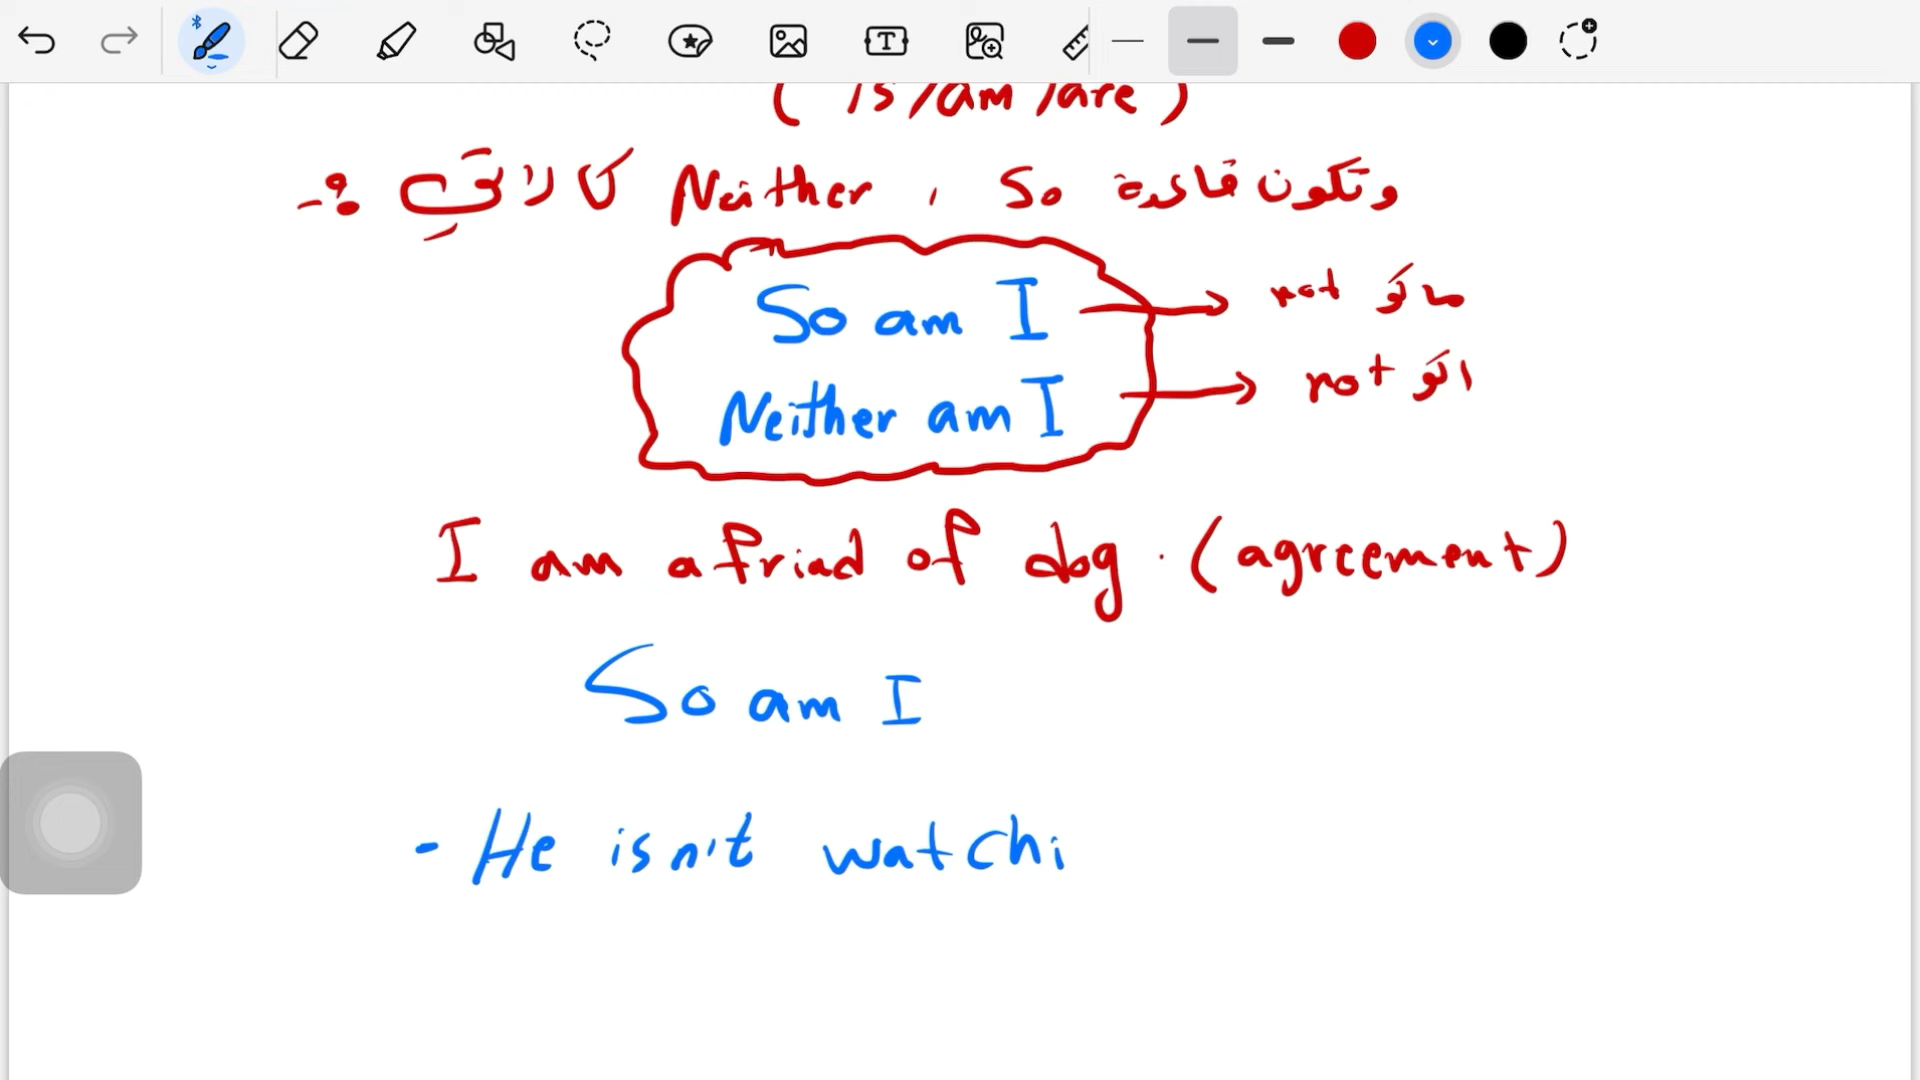 ( is / am / are )
وتكون قاعدة So , Neither كالاتي :-
So am I → not ماكو
Neither am I → not اكو
I am afriad of dog . (agreement)
So am I
- He isn't watchi